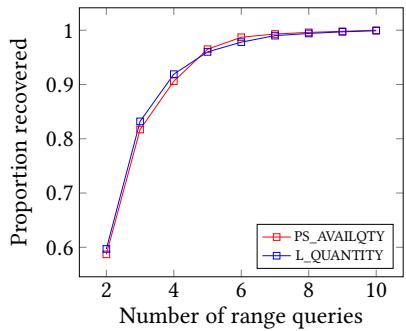 1
0.9
0.8
0.7
0.6
Proportion recovered
PS_AVAILQTY
L_QUANTITY
2 4 6 8 10
Number of range queries